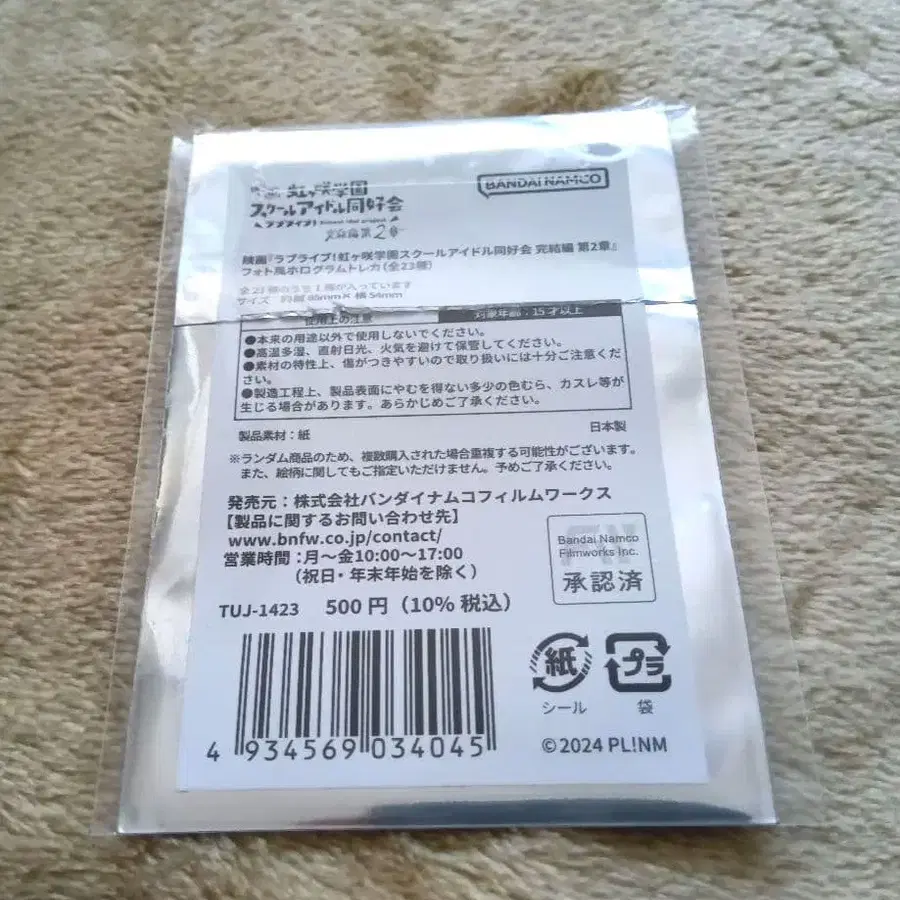 虹ヶ咲学園
スクールアイドル同好会
ラブライブ！
完結編 第2章
BANDAI NAMCO
映画『ラブライブ！虹ヶ咲学園スクールアイドル同好会 完結編 第2章』
フォト風ホログラムトレカ（全23種）
全23種のうち1種が入っています
サイズ 約縦85mm×横54mm
使用上の注意
対象年齢：15才以上
●本来の用途以外で使用しないでください。
●高温多湿、直射日光、火気を避けて保管してください。
●素材の特性上、傷がつきやすいので取り扱いには十分ご注意くだ
さい。
●製造工程上、製品表面にやむを得ない多少の色むら、カスレ等が
生じる場合があります。あらかじめご了承ください。
製品素材：紙
日本製
※ランダム商品のため、複数購入された場合重複する可能性がございます。
また、絵柄に関してもご指定いただけません。予めご了承ください。
発売元：株式会社バンダイナムコフィルムワークス
【製品に関するお問い合わせ先】
www.bnfw.co.jp/contact/
営業時間：月～金10:00～17:00
（祝日・年末年始を除く）
Bandai Namco
Filmworks Inc.
承認済
TUJ-1423 500円（10% 税込）
紙
シール
プラ
袋
4 934569 034045
©2024 PL!NM